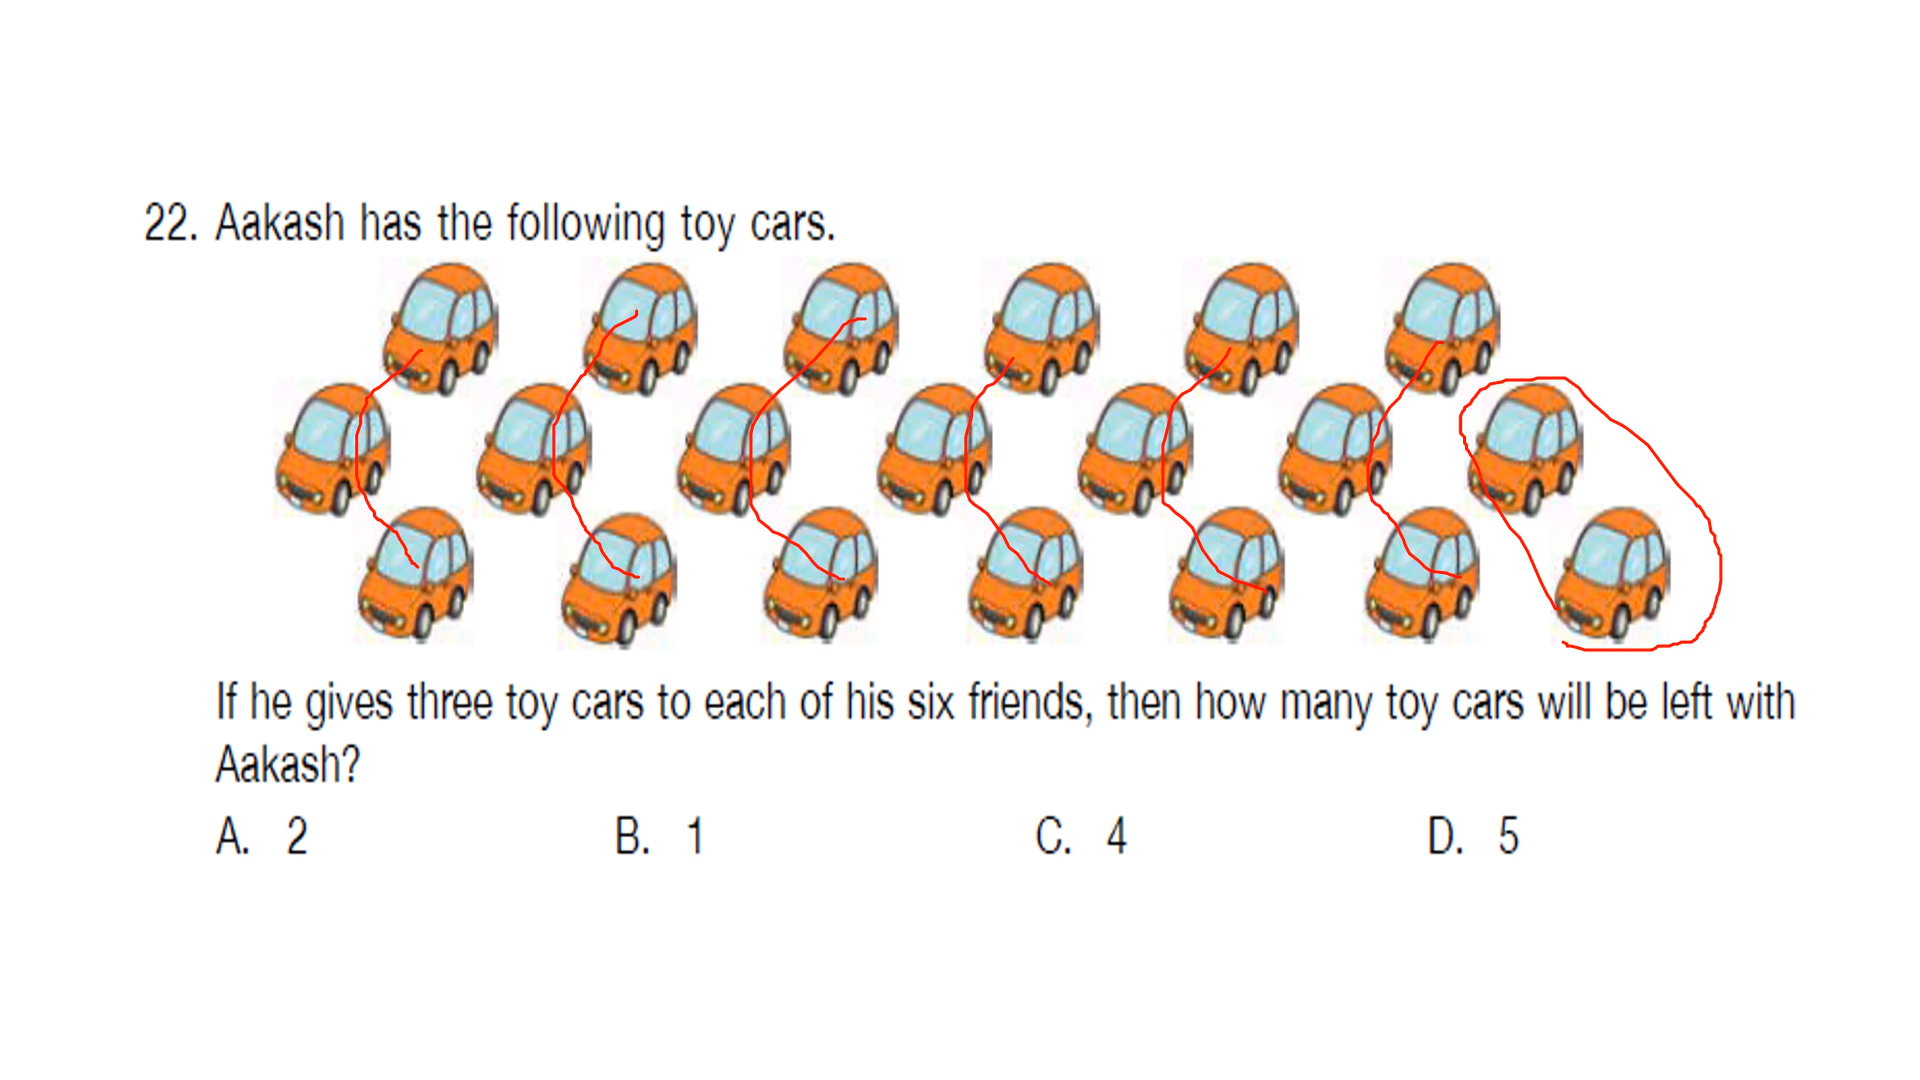 22. Aakash has the following toy cars.
If he gives three toy cars to each of his six friends, then how many toy cars will be left with
Aakash?
A. 2 B. 1 C. 4 D. 5